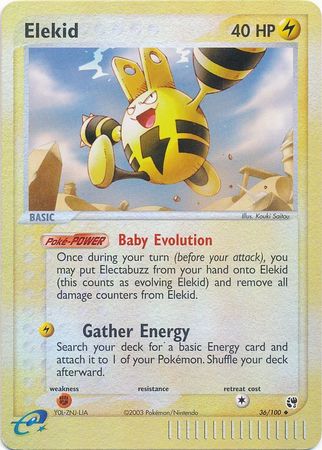 Elekid 40 HP
BASIC Illus. Kouki Saitou
Poké-POWER Baby Evolution
Once during your turn (before your attack), you
may put Electabuzz from your hand onto Elekid
(this counts as evolving Elekid) and remove all
damage counters from Elekid.
Gather Energy
Search your deck for a basic Energy card and
attach it to 1 of your Pokémon. Shuffle your deck
afterward.
weakness resistance retreat cost
e Y0L-ZNJ-LJA ©2003 Pokémon/Nintendo 36/100 ◆